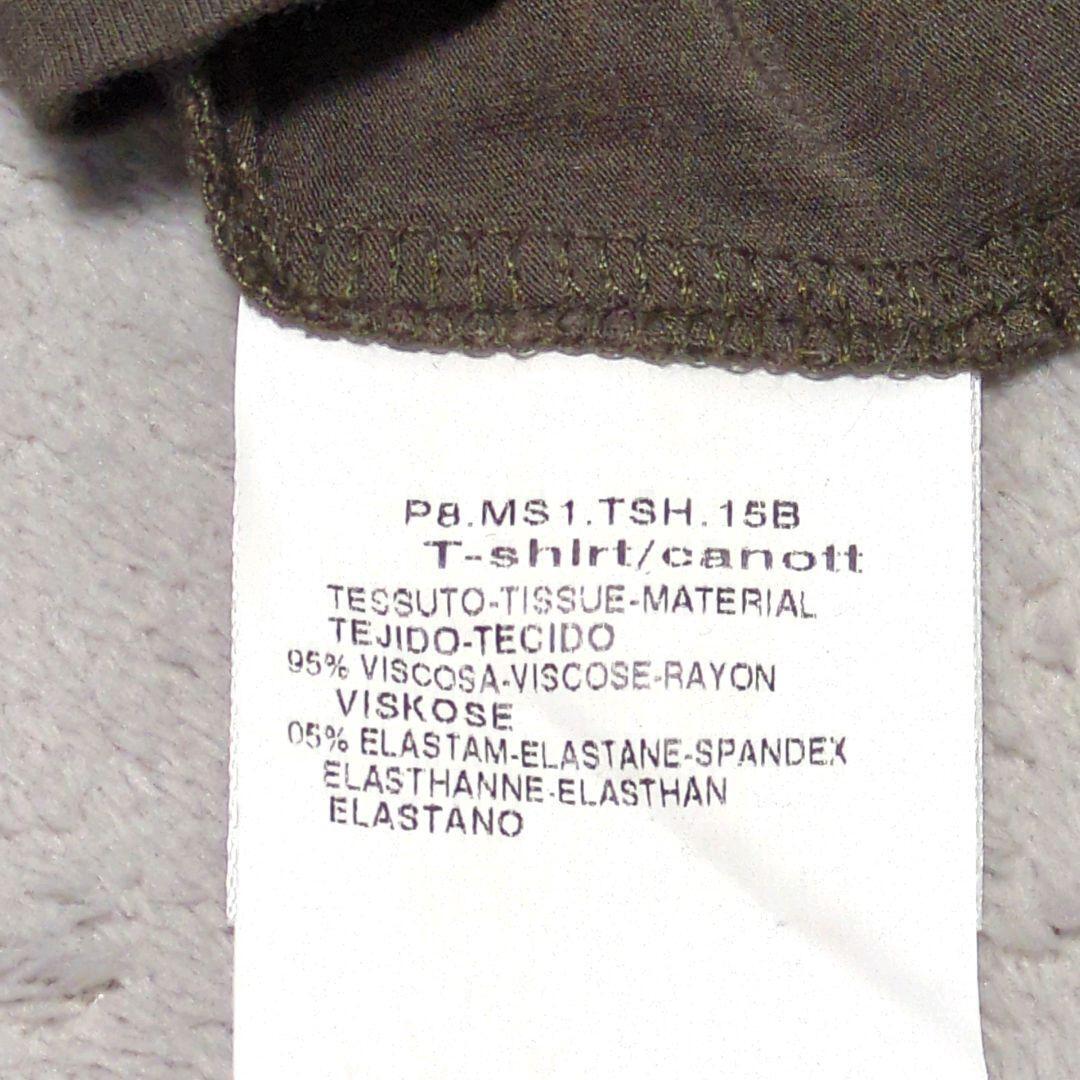 P8.MS1.TSH.15B
T-shirt/canott
TESSUTO-TISSUE-MATERIAL
TEJIDO-TECIDO
95% VISCOSA-VISCOSE-RAYON
VISKOSE
05% ELASTAM-ELASTANE-SPANDEX
ELASTHANNE-ELASTHAN
ELASTANO